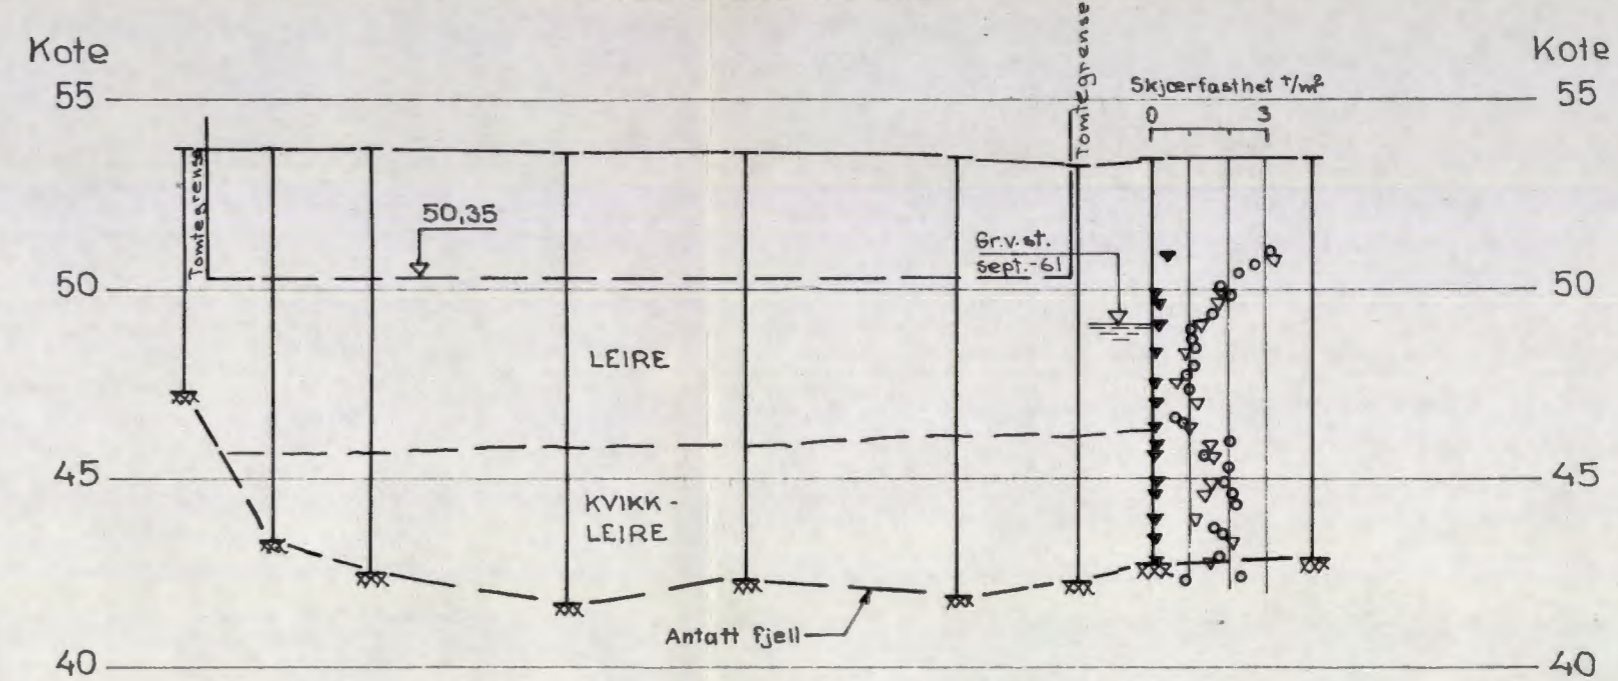 Kote
Kote
Tomtegrense
Skjærfasthet t/m²
55
55
0
3
Tomtegrense
50,35
Gr.v.st.
sept.-61
50
50
LEIRE
45
45
KVIKK-
LEIRE
Antatt fjell
40
40